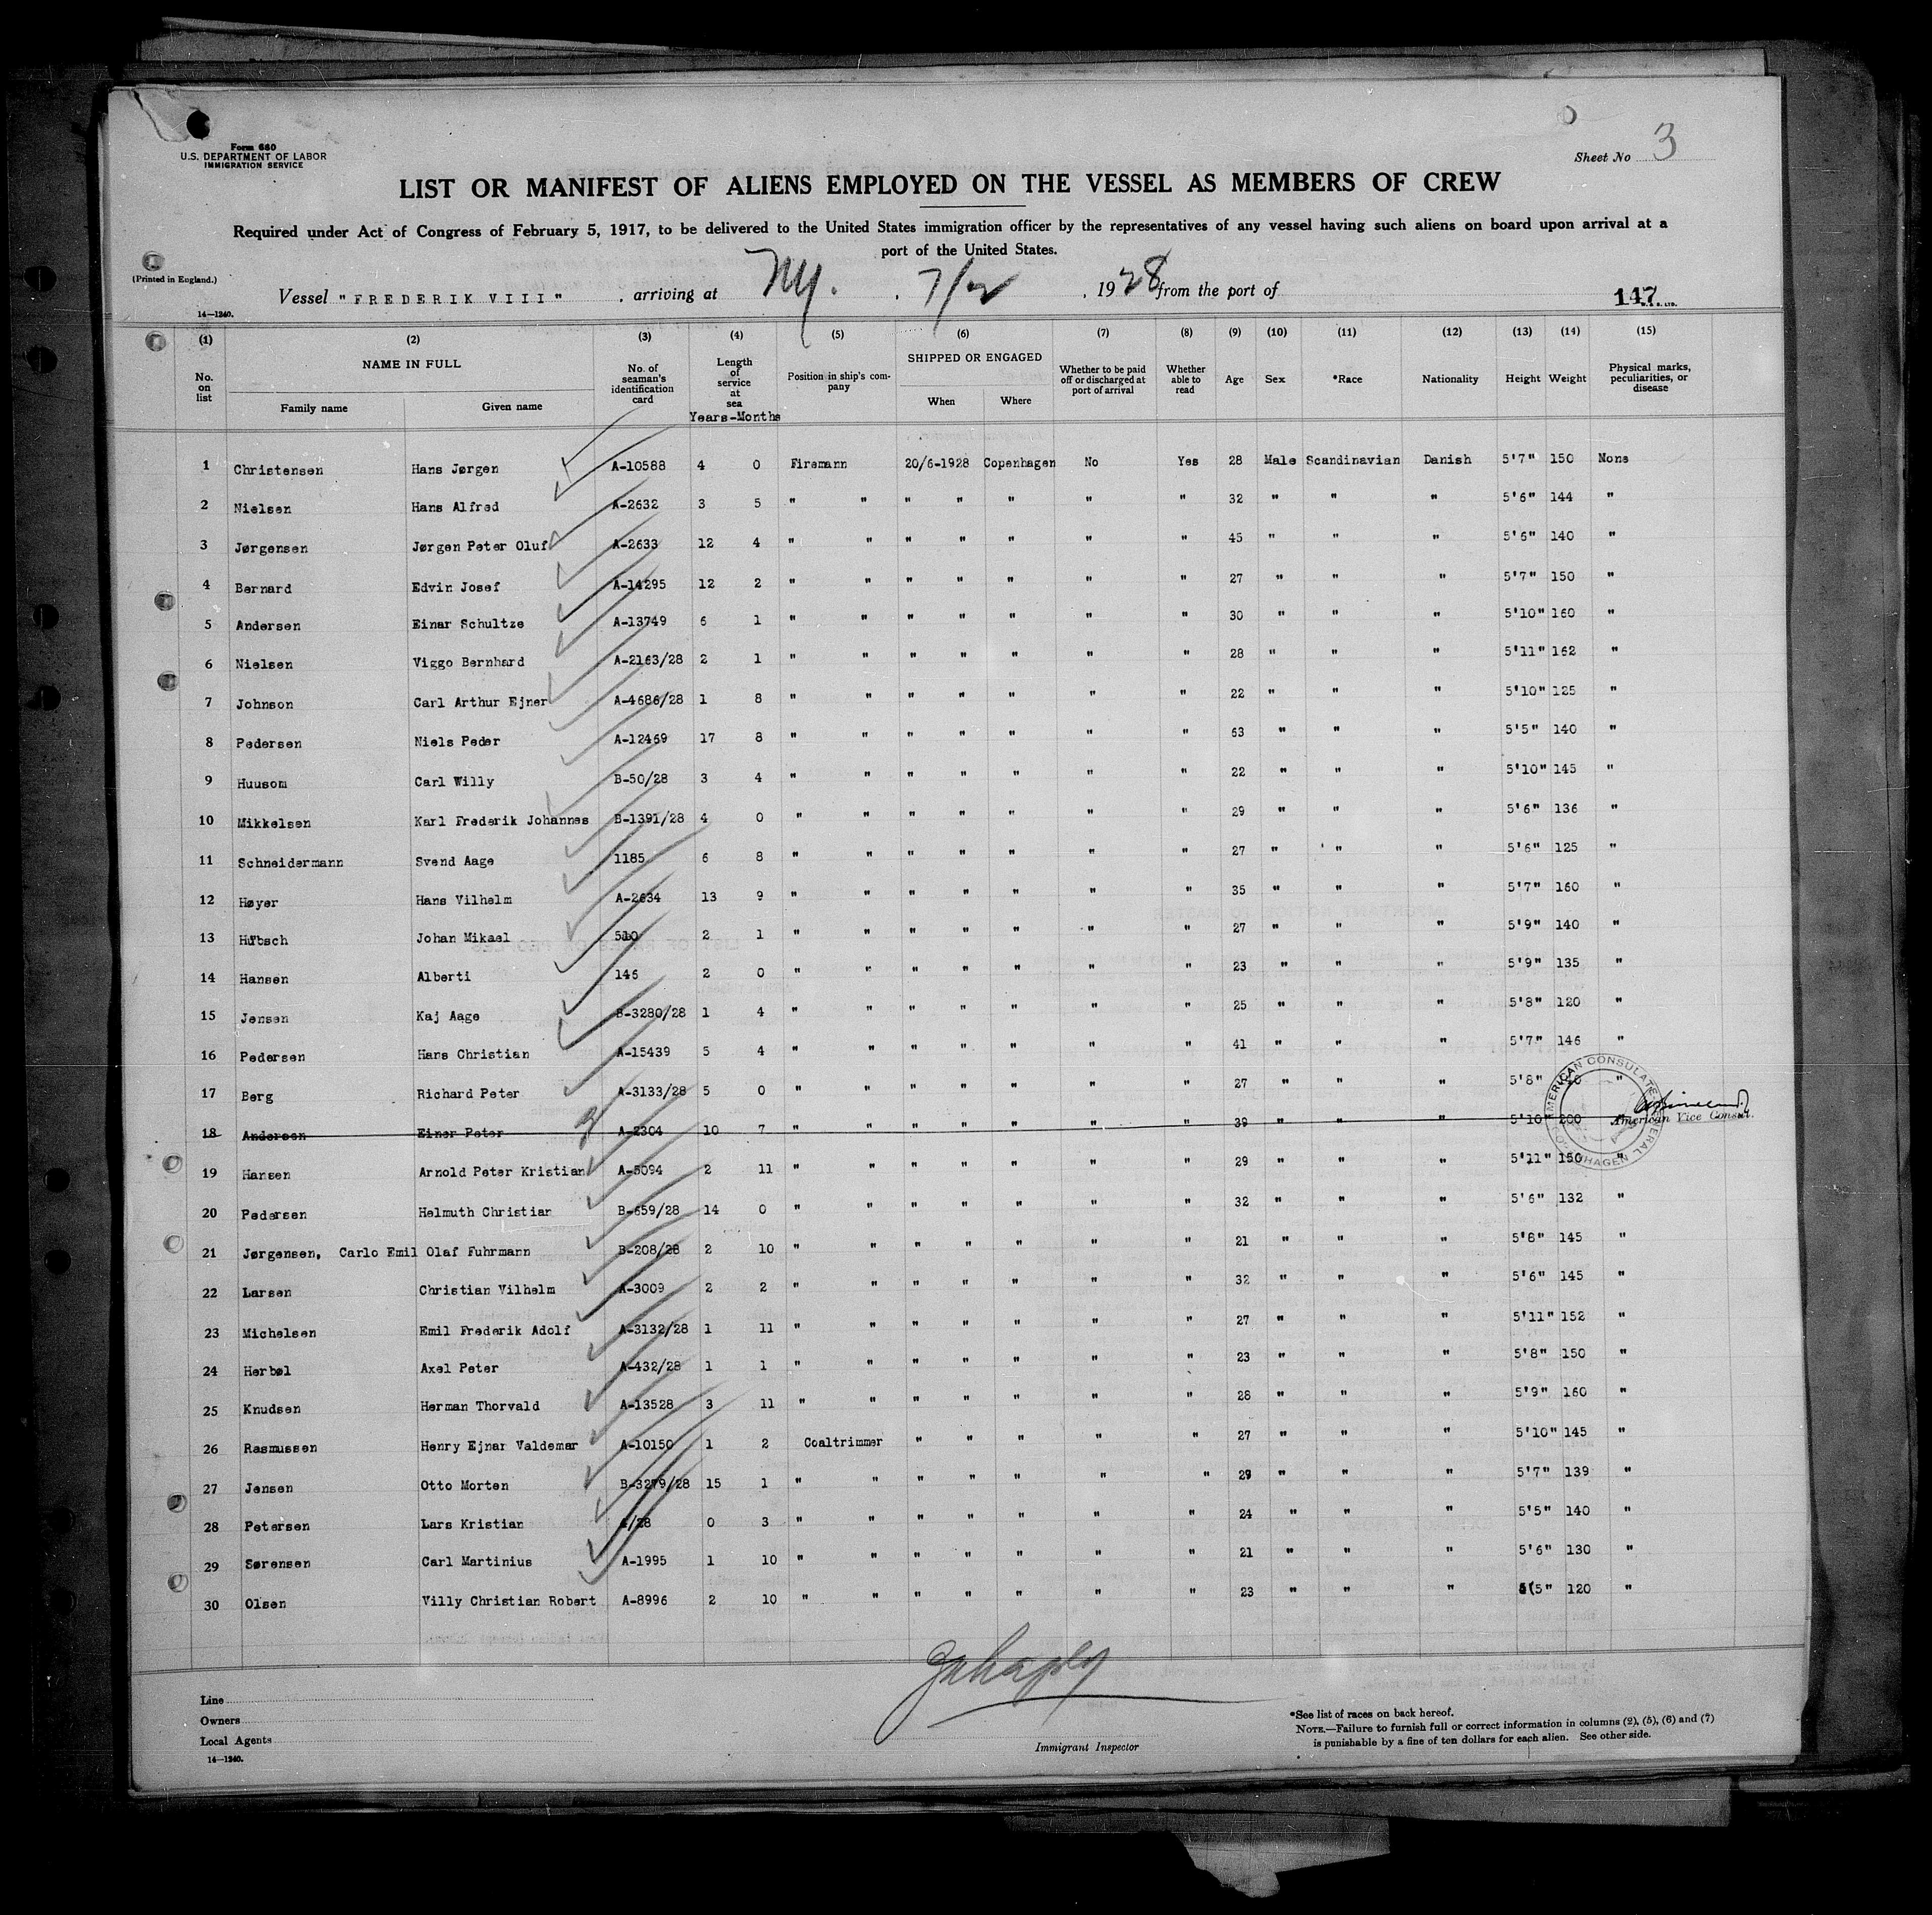 Form 660
U.S. DEPARTMENT OF LABOR
IMMIGRATION SERVICE
Sheet No 3
LIST OR MANIFEST OF ALIENS EMPLOYED ON THE VESSEL AS MEMBERS OF CREW
Required under Act of Congress of February 5, 1917, to be delivered to the United States immigration officer by the representatives of any vessel having such aliens on board upon arrival at a
port of the United States.
(Printed in England.)
Vessel "FREDERIK VIII", arriving at NY., 7/2, 1928 from the port of
147
14—1240.
(1) (2) (3) (4) (5) (6) (7) (8) (9) (10) (11) (12) (13) (14) (15)
No. on list NAME IN FULL Family name Given name No. of seaman's identification card Length of service at sea Years-Months Position in ship's company SHIPPED OR ENGAGED When Where Whether to be paid off or discharged at port of arrival Whether able to read Age Sex *Race Nationality Height Weight Physical marks, peculiarities, or disease
1 Christensen Hans Jørgen A-10588 4 0 Firemann 20/6-1928 Copenhagen No Yes 28 Male Scandinavian Danish 5'7" 150 None
2 Nielsen Hans Alfred A-2632 3 5 " " " " " " " 32 " " " 5'6" 144 "
3 Jørgensen Jørgen Peter Oluf A-2633 12 4 " " " " " " " 45 " " " 5'6" 140 "
4 Bernard Edvin Josef A-14295 12 2 " " " " " " " 27 " " " 5'7" 150 "
5 Andersen Einar Schultze A-13749 6 1 " " " " " " " 30 " " " 5'10" 160 "
6 Nielsen Viggo Bernhard A-2163/28 2 1 " " " " " " " 28 " " " 5'11" 162 "
7 Johnson Carl Arthur Ejner A-4686/28 1 8 " " " " " " " 22 " " " 5'10" 125 "
8 Pedersen Niels Peder A-12469 17 8 " " " " " " " 63 " " " 5'5" 140 "
9 Huusom Carl Willy B-50/28 3 4 " " " " " " " 22 " " " 5'10" 145 "
10 Mikkelsen Karl Frederik Johannes B-1391/28 4 0 " " " " " " " 29 " " " 5'6" 136 "
11 Schneidermann Svend Aage 1185 6 8 " " " " " " " 27 " " " 5'6" 125 "
12 Høyer Hans Vilhelm A-2634 13 9 " " " " " " " 35 " " " 5'7" 160 "
13 Hübsch Johan Mikael 510 2 1 " " " " " " " 27 " " " 5'9" 140 "
14 Hansen Alberti 146 2 0 " " " " " " " 23 " " " 5'9" 135 "
15 Jensen Kaj Aage B-3280/28 1 4 " " " " " " " 25 " " " 5'8" 120 "
16 Pedersen Hans Christian A-15439 5 4 " " " " " " " 41 " " " 5'7" 146 "
17 Berg Richard Peter A-3133/28 5 0 " " " " " " " 27 " " " 5'8" "
18 Andersen Einer Peter A-2304 10 7 " " " " " " " 39 " " " 5'10" 200
AMERICAN CONSULATE GENERAL COPENHAGEN
American Vice Consul.
19 Hansen Arnold Peter Kristian A-5094 2 11 " " " " " " " 29 " " " 5'11" 150 "
20 Pedersen Helmuth Christian B-659/28 14 0 " " " " " " " 32 " " " 5'6" 132 "
21 Jørgensen, Carlo Emil Olaf Fuhrmann B-208/28 2 10 " " " " " " " 21 " " " 5'8" 145 "
22 Larsen Christian Vilhelm A-3009 2 2 " " " " " " " 32 " " " 5'6" 145 "
23 Michelsen Emil Frederik Adolf A-3132/28 1 11 " " " " " " " 27 " " " 5'11" 152 "
24 Herbøl Axel Peter A-432/28 1 1 " " " " " " " 23 " " " 5'8" 150 "
25 Knudsen Herman Thorvald A-13528 3 11 " " " " " " " 28 " " " 5'9" 160 "
26 Rasmussen Henry Ejnar Valdemar A-10150 1 2 Coaltrimmer " " " " " 27 " " " 5'10" 145 "
27 Jensen Otto Morten B-3279/28 15 1 " " " " " " " 29 " " " 5'7" 139 "
28 Petersen Lars Kristian 4/28 0 3 " " " " " " " 24 " " " 5'5" 140 "
29 Sørensen Carl Martinius A-1995 1 10 " " " " " " " 21 " " " 5'6" 130 "
30 Olsen Villy Christian Robert A-8996 2 10 " " " " " " " 23 " " " 5'5" 120 "
Line
Owners
Local Agents
14—1240.
Immigrant Inspector
*See list of races on back hereof.
NOTE.—Failure to furnish full or correct information in columns (2), (5), (6) and (7)
is punishable by a fine of ten dollars for each alien. See other side.